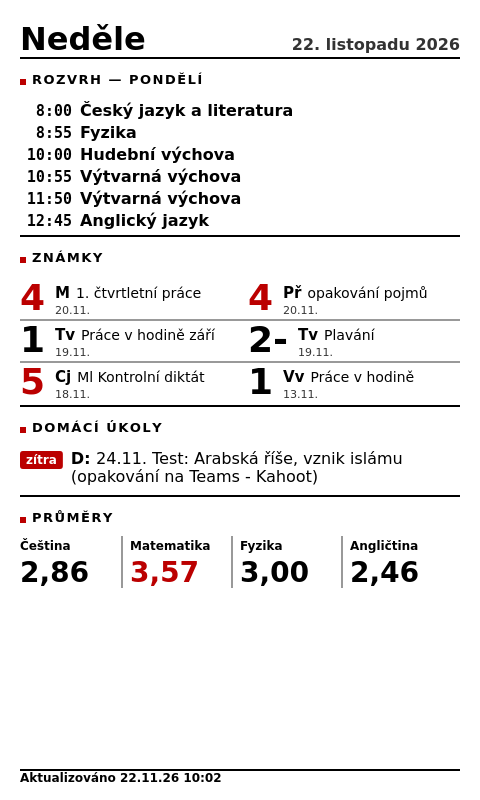 Neděle
22. listopadu 2026
ROZVRH — PONDĚLÍ
8:00 Český jazyk a literatura
8:55 Fyzika
10:00 Hudební výchova
10:55 Výtvarná výchova
11:50 Výtvarná výchova
12:45 Anglický jazyk
ZNÁMKY
4 M 1. čtvrtletní práce
20.11.
4 Př opakování pojmů
20.11.
1 Tv Práce v hodině září
19.11.
2- Tv Plavání
19.11.
5 Cj Ml Kontrolní diktát
18.11.
1 Vv Práce v hodině
13.11.
DOMÁCÍ ÚKOLY
zítra D: 24.11. Test: Arabská říše, vznik islámu
(opakování na Teams - Kahoot)
PRŮMĚRY
Čeština
2,86
Matematika
3,57
Fyzika
3,00
Angličtina
2,46
Aktualizováno 22.11.26 10:02